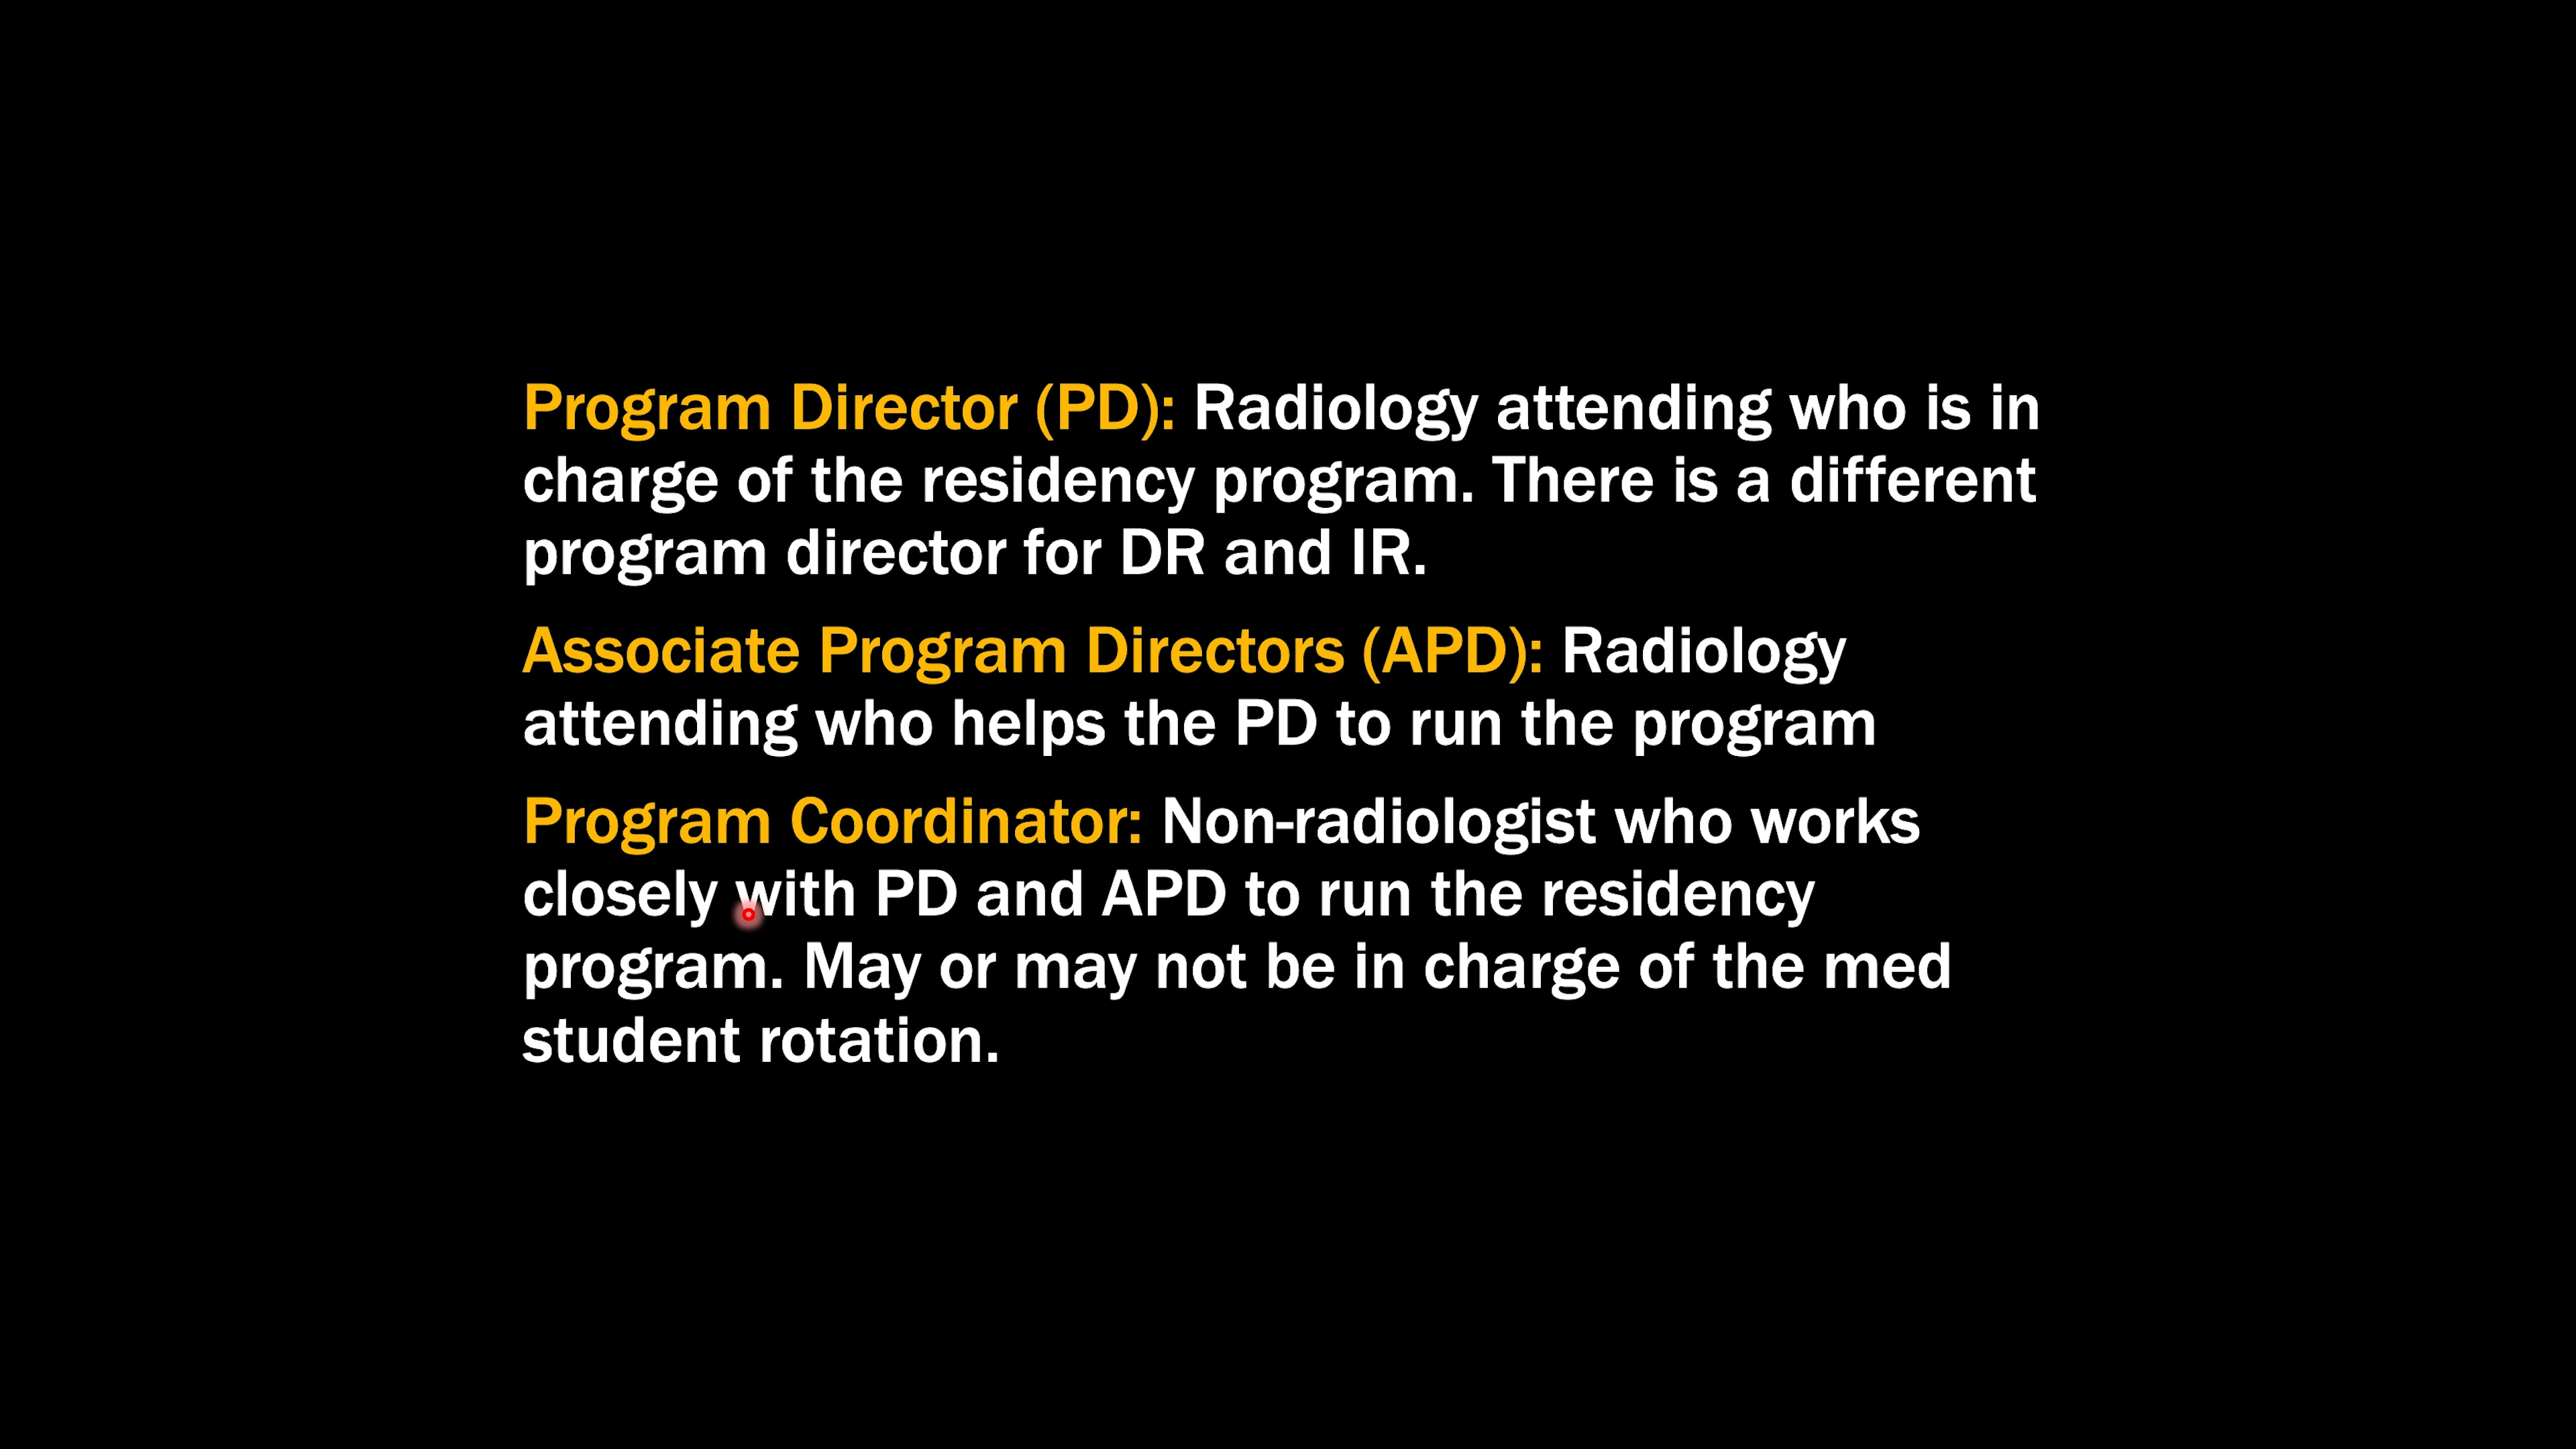 Program Director (PD): Radiology attending who is in
charge of the residency program. There is a different
program director for DR and IR.
Associate Program Directors (APD): Radiology
attending who helps the PD to run the program
Program Coordinator: Non-radiologist who works
closely with PD and APD to run the residency
program. May or may not be in charge of the med
student rotation.